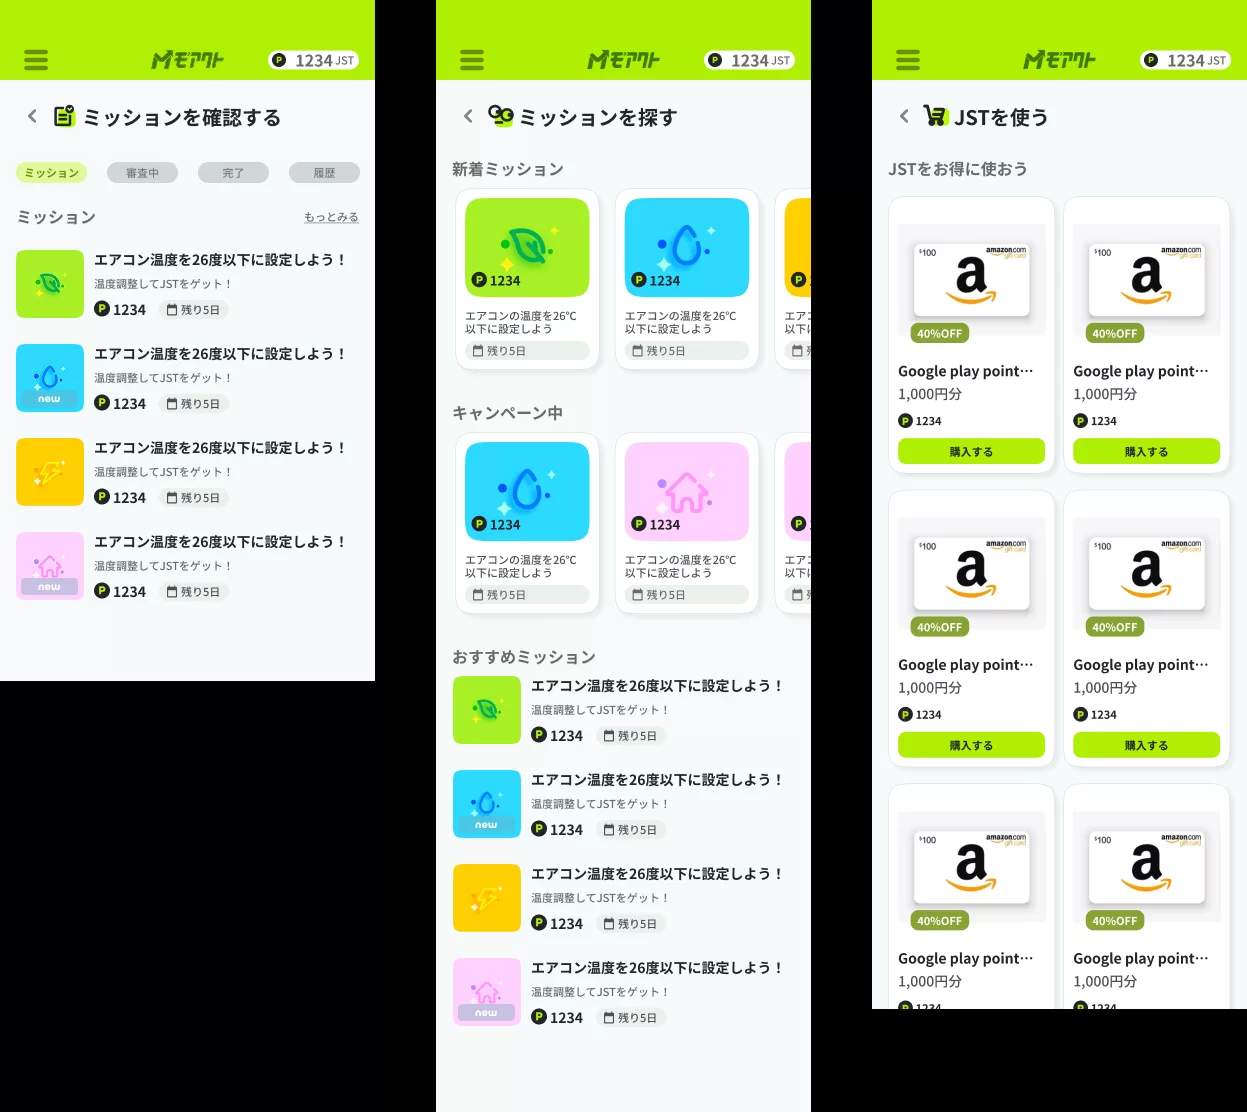 モアクト
P 1234 JST
ミッションを確認する
ミッション
審査中
完了
履歴
ミッション
もっとみる
エアコン温度を26度以下に設定しよう！
温度調整してJSTをゲット！
P 1234
残り5日
エアコン温度を26度以下に設定しよう！
温度調整してJSTをゲット！
P 1234
残り5日
new
エアコン温度を26度以下に設定しよう！
温度調整してJSTをゲット！
P 1234
残り5日
エアコン温度を26度以下に設定しよう！
温度調整してJSTをゲット！
P 1234
残り5日
new
モアクト
P 1234 JST
ミッションを探す
新着ミッション
P 1234
エアコンの温度を26℃
以下に設定しよう
残り5日
P 1234
エアコンの温度を26℃
以下に設定しよう
残り5日
P
エアコ
以下に
キャンペーン中
P 1234
エアコンの温度を26℃
以下に設定しよう
残り5日
P 1234
エアコンの温度を26℃
以下に設定しよう
残り5日
P
エアコ
以下に
おすすめミッション
エアコン温度を26度以下に設定しよう！
温度調整してJSTをゲット！
P 1234
残り5日
エアコン温度を26度以下に設定しよう！
温度調整してJSTをゲット！
P 1234
残り5日
new
エアコン温度を26度以下に設定しよう！
温度調整してJSTをゲット！
P 1234
残り5日
エアコン温度を26度以下に設定しよう！
温度調整してJSTをゲット！
P 1234
残り5日
new
モアクト
P 1234 JST
JSTを使う
JSTをお得に使おう
$100
amazon.com
gift card
a
40%OFF
Google play point…
1,000円分
P 1234
購入する
$100
amazon.com
gift card
a
40%OFF
Google play point…
1,000円分
P 1234
購入する
$100
amazon.com
gift card
a
40%OFF
Google play point…
1,000円分
P 1234
購入する
$100
amazon.com
gift card
a
40%OFF
Google play point…
1,000円分
P 1234
購入する
$100
amazon.com
gift card
a
40%OFF
Google play point…
1,000円分
P 1234
$100
amazon.com
gift card
a
40%OFF
Google play point…
1,000円分
P 1234